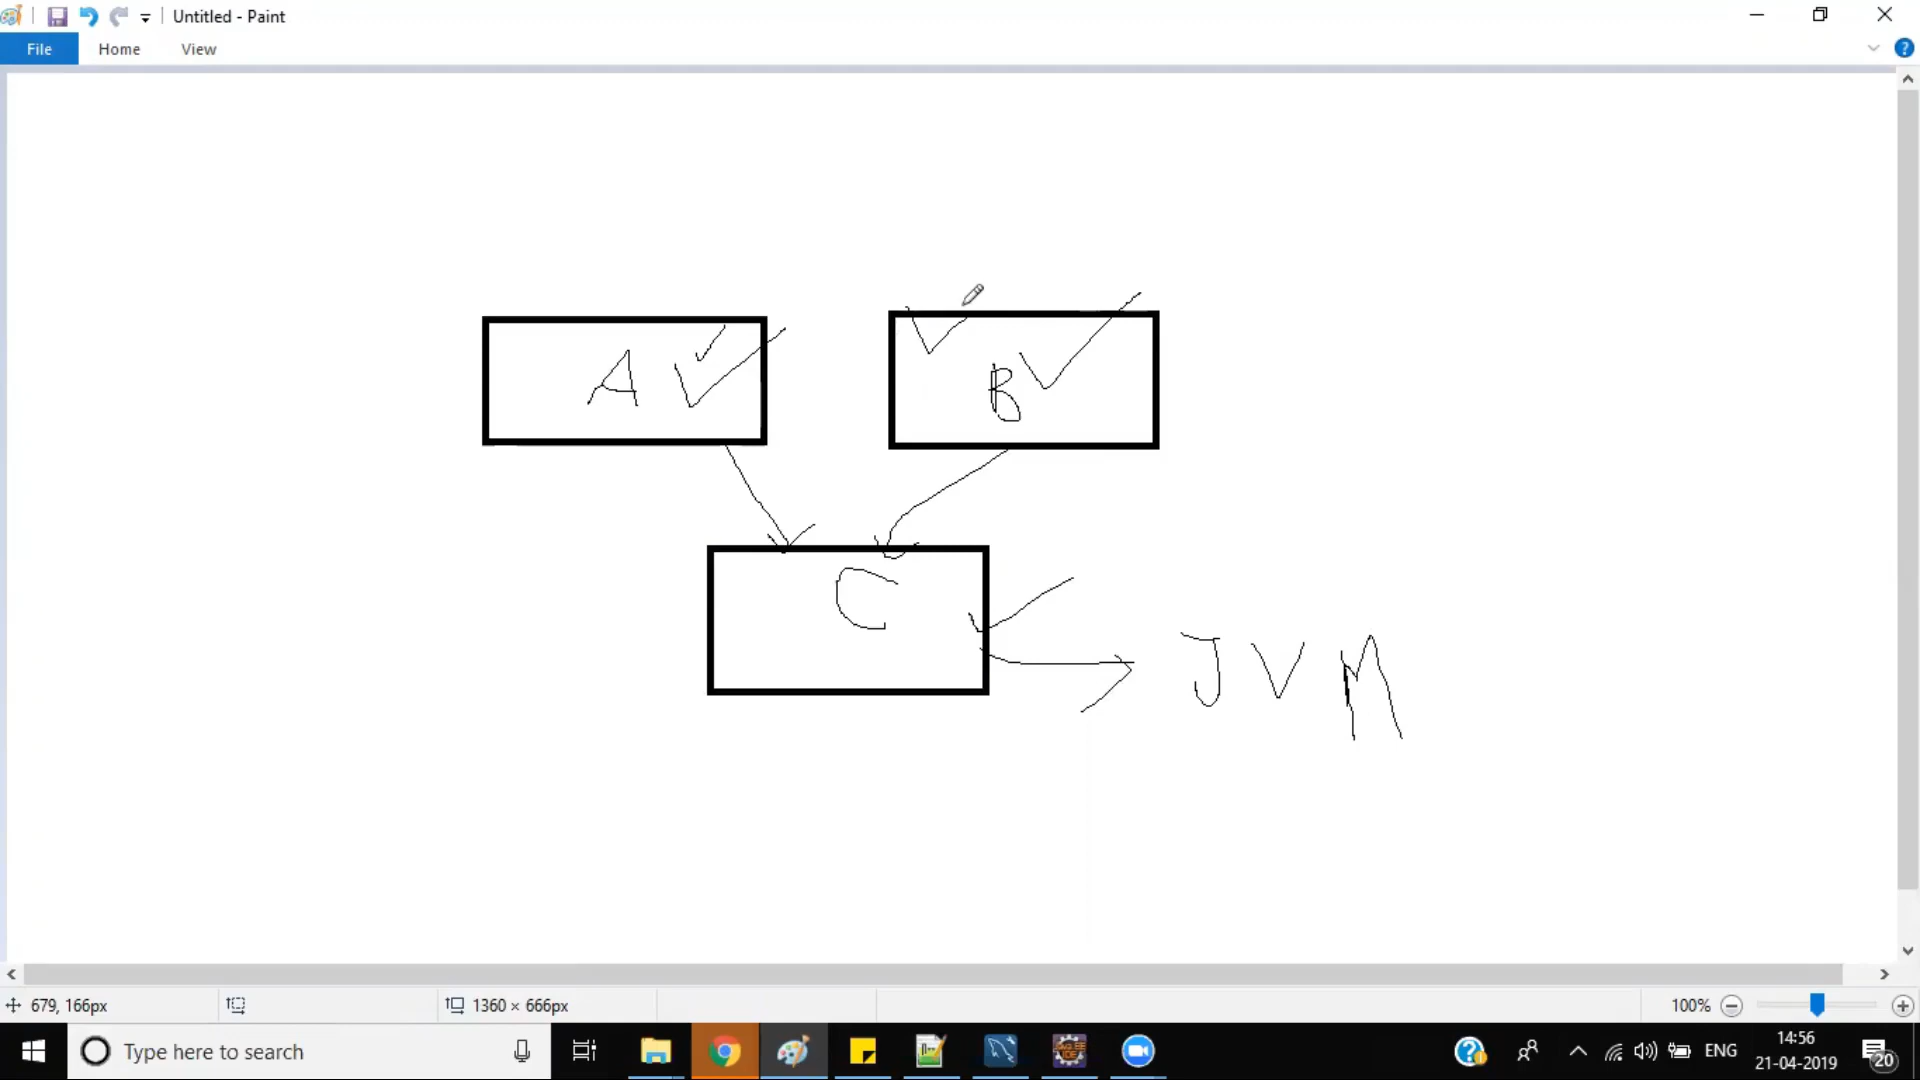 Untitled - Paint
File Home View
A
B
C
JVM
679, 166px
1360 × 666px
100%
Type here to search
ENG
14:56
21-04-2019
20